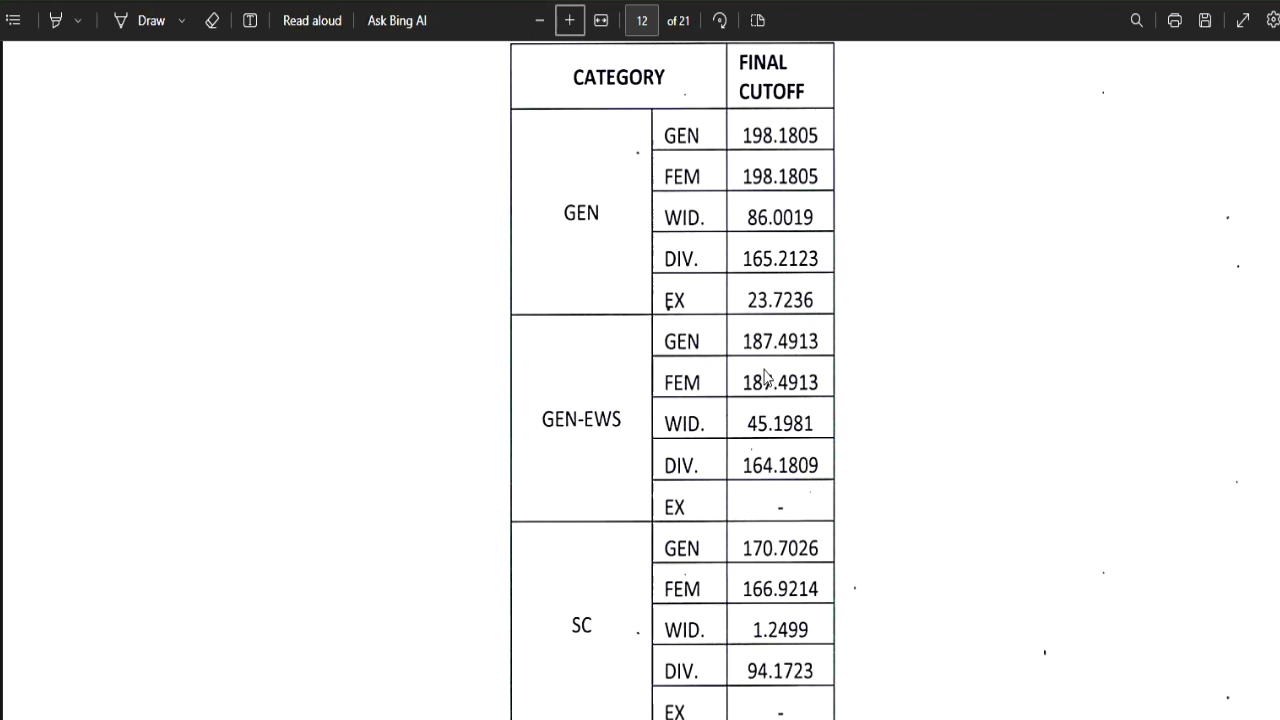 Draw Read aloud Ask Bing AI 12 of 21
CATEGORY FINAL CUTOFF
GEN GEN 198.1805
FEM 198.1805
WID. 86.0019
DIV. 165.2123
EX 23.7236
GEN-EWS GEN 187.4913
FEM 187.4913
WID. 45.1981
DIV. 164.1809
EX -
SC GEN 170.7026
FEM 166.9214
WID. 1.2499
DIV. 94.1723
EX -